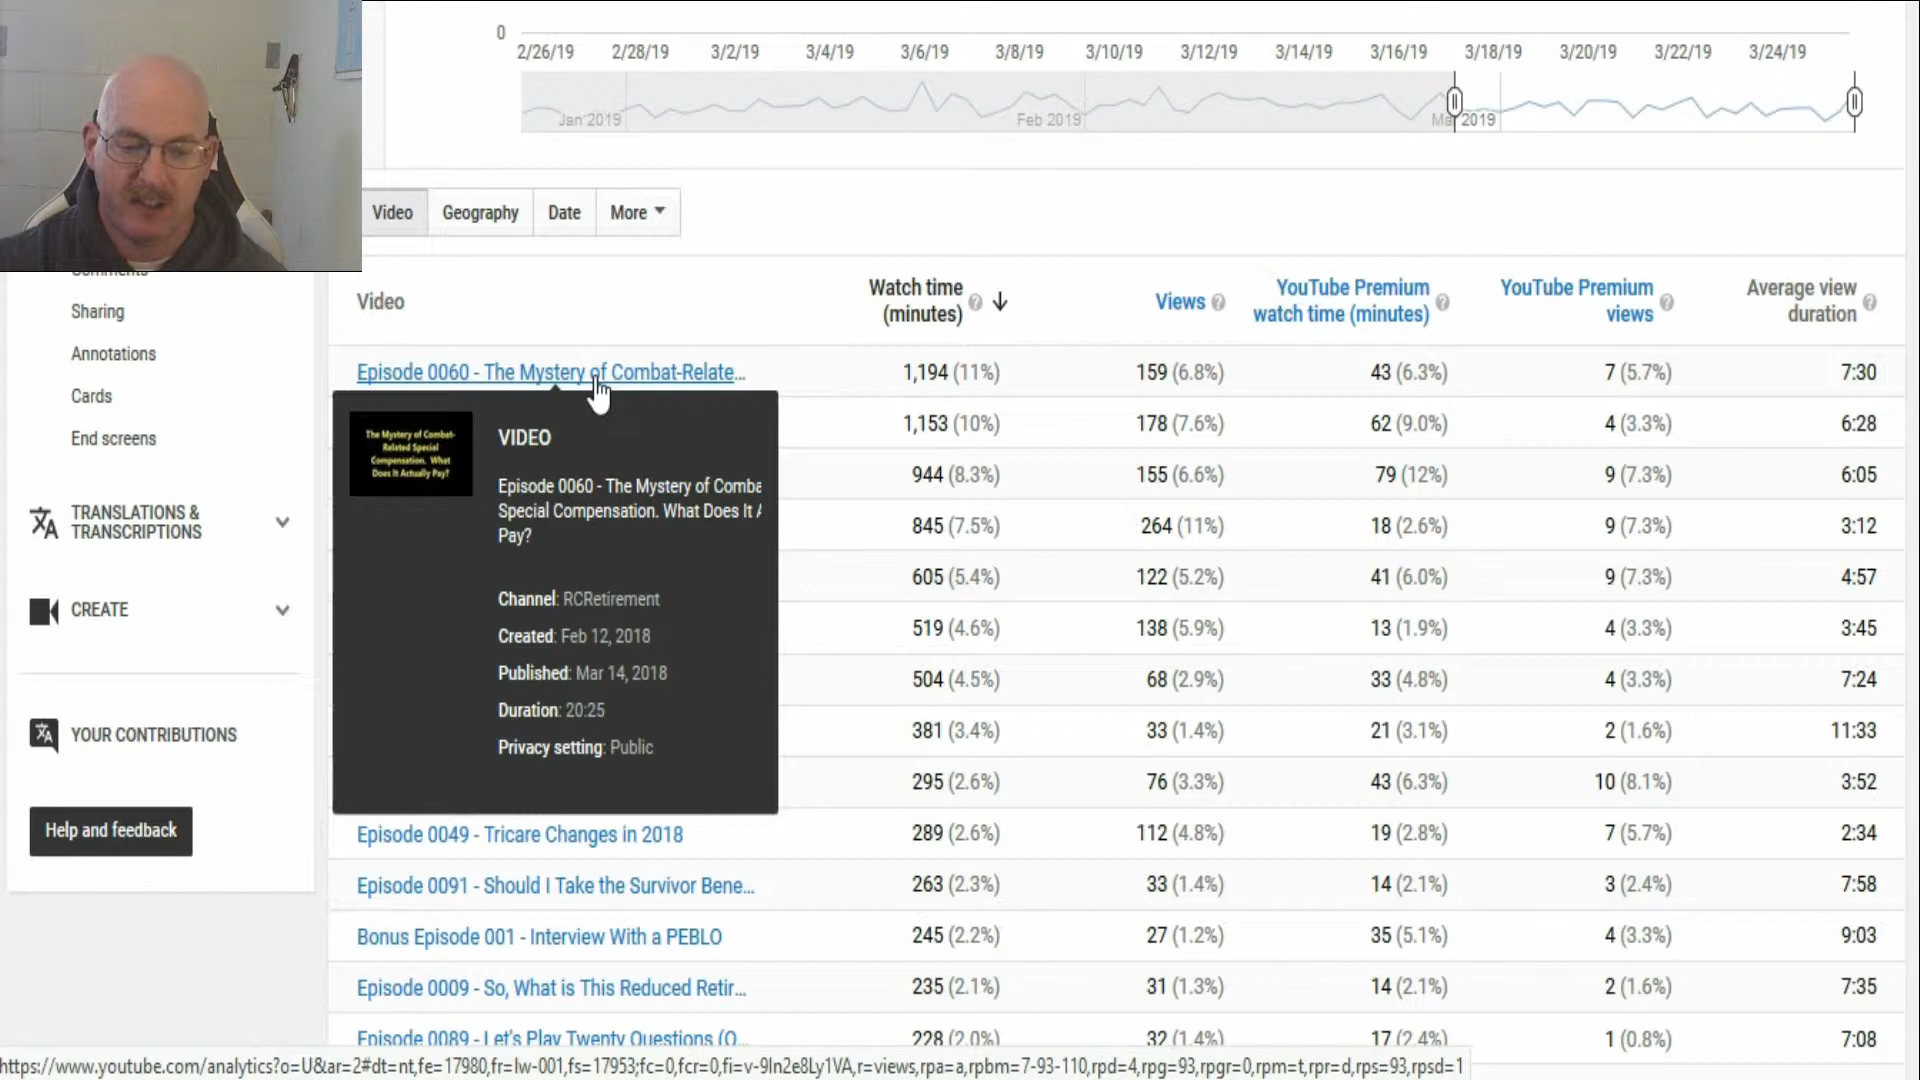 0
2/26/19 2/28/19 3/2/19 3/4/19 3/6/19 3/8/19 3/10/19 3/12/19 3/14/19 3/16/19 3/18/19 3/20/19 3/22/19 3/24/19
Jan 2019 Feb 2019 Mar 2019
Video Geography Date More
Comments
Sharing
Annotations
Cards
End screens
TRANSLATIONS &
TRANSCRIPTIONS
CREATE
YOUR CONTRIBUTIONS
Help and feedback
Video Watch time (minutes) Views YouTube Premium watch time (minutes) YouTube Premium views Average view duration
Episode 0060 - The Mystery of Combat-Relate... 1,194 (11%) 159 (6.8%) 43 (6.3%) 7 (5.7%) 7:30
1,153 (10%) 178 (7.6%) 62 (9.0%) 4 (3.3%) 6:28
944 (8.3%) 155 (6.6%) 79 (12%) 9 (7.3%) 6:05
845 (7.5%) 264 (11%) 18 (2.6%) 9 (7.3%) 3:12
605 (5.4%) 122 (5.2%) 41 (6.0%) 9 (7.3%) 4:57
519 (4.6%) 138 (5.9%) 13 (1.9%) 4 (3.3%) 3:45
504 (4.5%) 68 (2.9%) 33 (4.8%) 4 (3.3%) 7:24
381 (3.4%) 33 (1.4%) 21 (3.1%) 2 (1.6%) 11:33
295 (2.6%) 76 (3.3%) 43 (6.3%) 10 (8.1%) 3:52
The Mystery of Combat-
Related Special
Compensation. What
Does It Actually Pay?
VIDEO
Episode 0060 - The Mystery of Comba
Special Compensation. What Does It A
Pay?
Channel: RCRetirement
Created: Feb 12, 2018
Published: Mar 14, 2018
Duration: 20:25
Privacy setting: Public
Episode 0049 - Tricare Changes in 2018 289 (2.6%) 112 (4.8%) 19 (2.8%) 7 (5.7%) 2:34
Episode 0091 - Should I Take the Survivor Bene... 263 (2.3%) 33 (1.4%) 14 (2.1%) 3 (2.4%) 7:58
Bonus Episode 001 - Interview With a PEBLO 245 (2.2%) 27 (1.2%) 35 (5.1%) 4 (3.3%) 9:03
Episode 0009 - So, What is This Reduced Retir... 235 (2.1%) 31 (1.3%) 14 (2.1%) 2 (1.6%) 7:35
Episode 0089 - Let's Play Twenty Questions (O... 228 (2.0%) 32 (1.4%) 17 (2.4%) 1 (0.8%) 7:08
https://www.youtube.com/analytics?o=U&ar=2#dt=nt,fe=17980,fr=lw-001,fs=17953;fc=0,fcr=0,fi=v-9In2e8Ly1VA,r=views,rpa=a,rpbm=7-93-110,rpd=4,rpg=93,rpgr=0,rpm=t,rpr=d,rps=93,rpsd=1